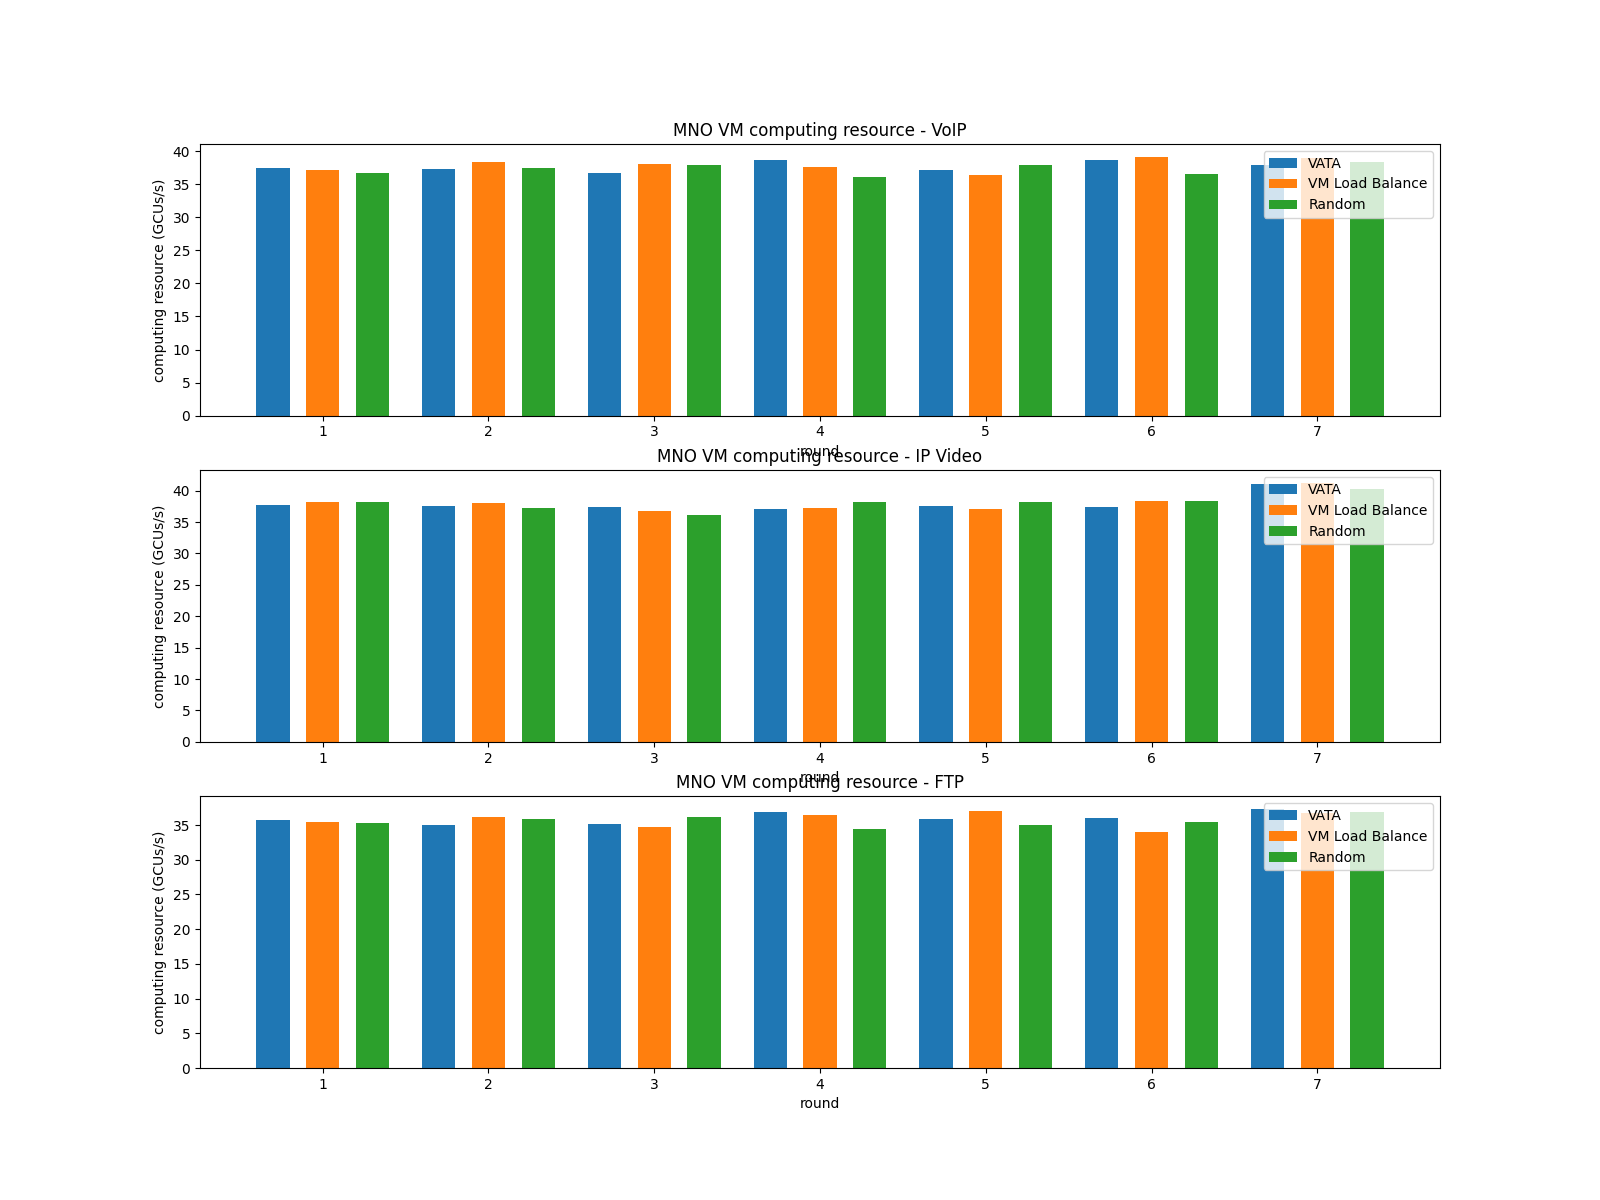 MNO VM computing resource - VoIP
computing resource (GCUs/s)
40
35
30
25
20
15
10
5
0
VATA
VM Load Balance
Random
1 2 3 4 5 6 7
round
MNO VM computing resource - IP Video
computing resource (GCUs/s)
40
35
30
25
20
15
10
5
0
VATA
VM Load Balance
Random
1 2 3 4 5 6 7
round
MNO VM computing resource - FTP
computing resource (GCUs/s)
35
30
25
20
15
10
5
0
VATA
VM Load Balance
Random
1 2 3 4 5 6 7
round